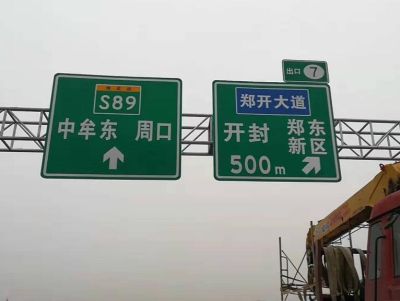 S89
中牟东 周口
出口 7
郑开大道
开封 郑东
新区
500m